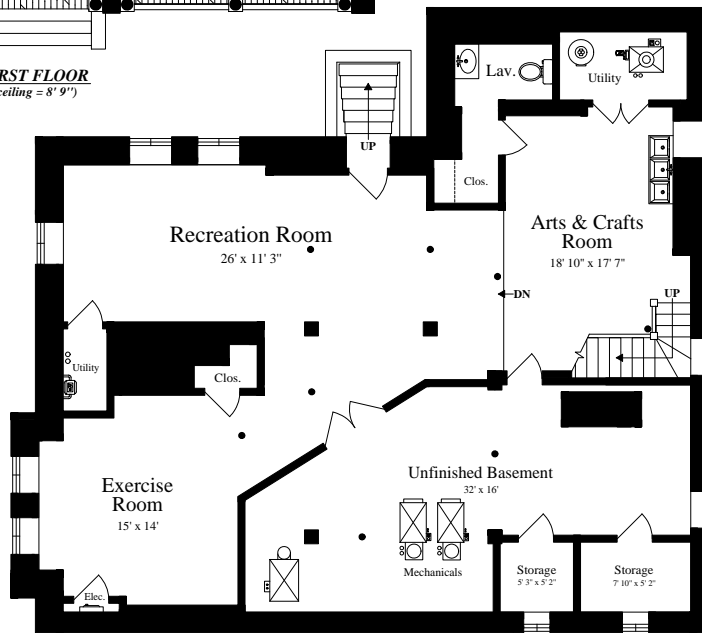 RST FLOOR
ceiling = 8' 9")
Lav.
Utility
UP
Clos.
Arts & Crafts
Room
18' 10" x 17' 7"
Recreation Room
26' x 11' 3"
DN
UP
Utility
Clos.
Exercise
Room
15' x 14'
Unfinished Basement
32' x 16'
Mechanicals
Storage
5' 3" x 5' 2"
Storage
7' 10" x 5' 2"
Elec.